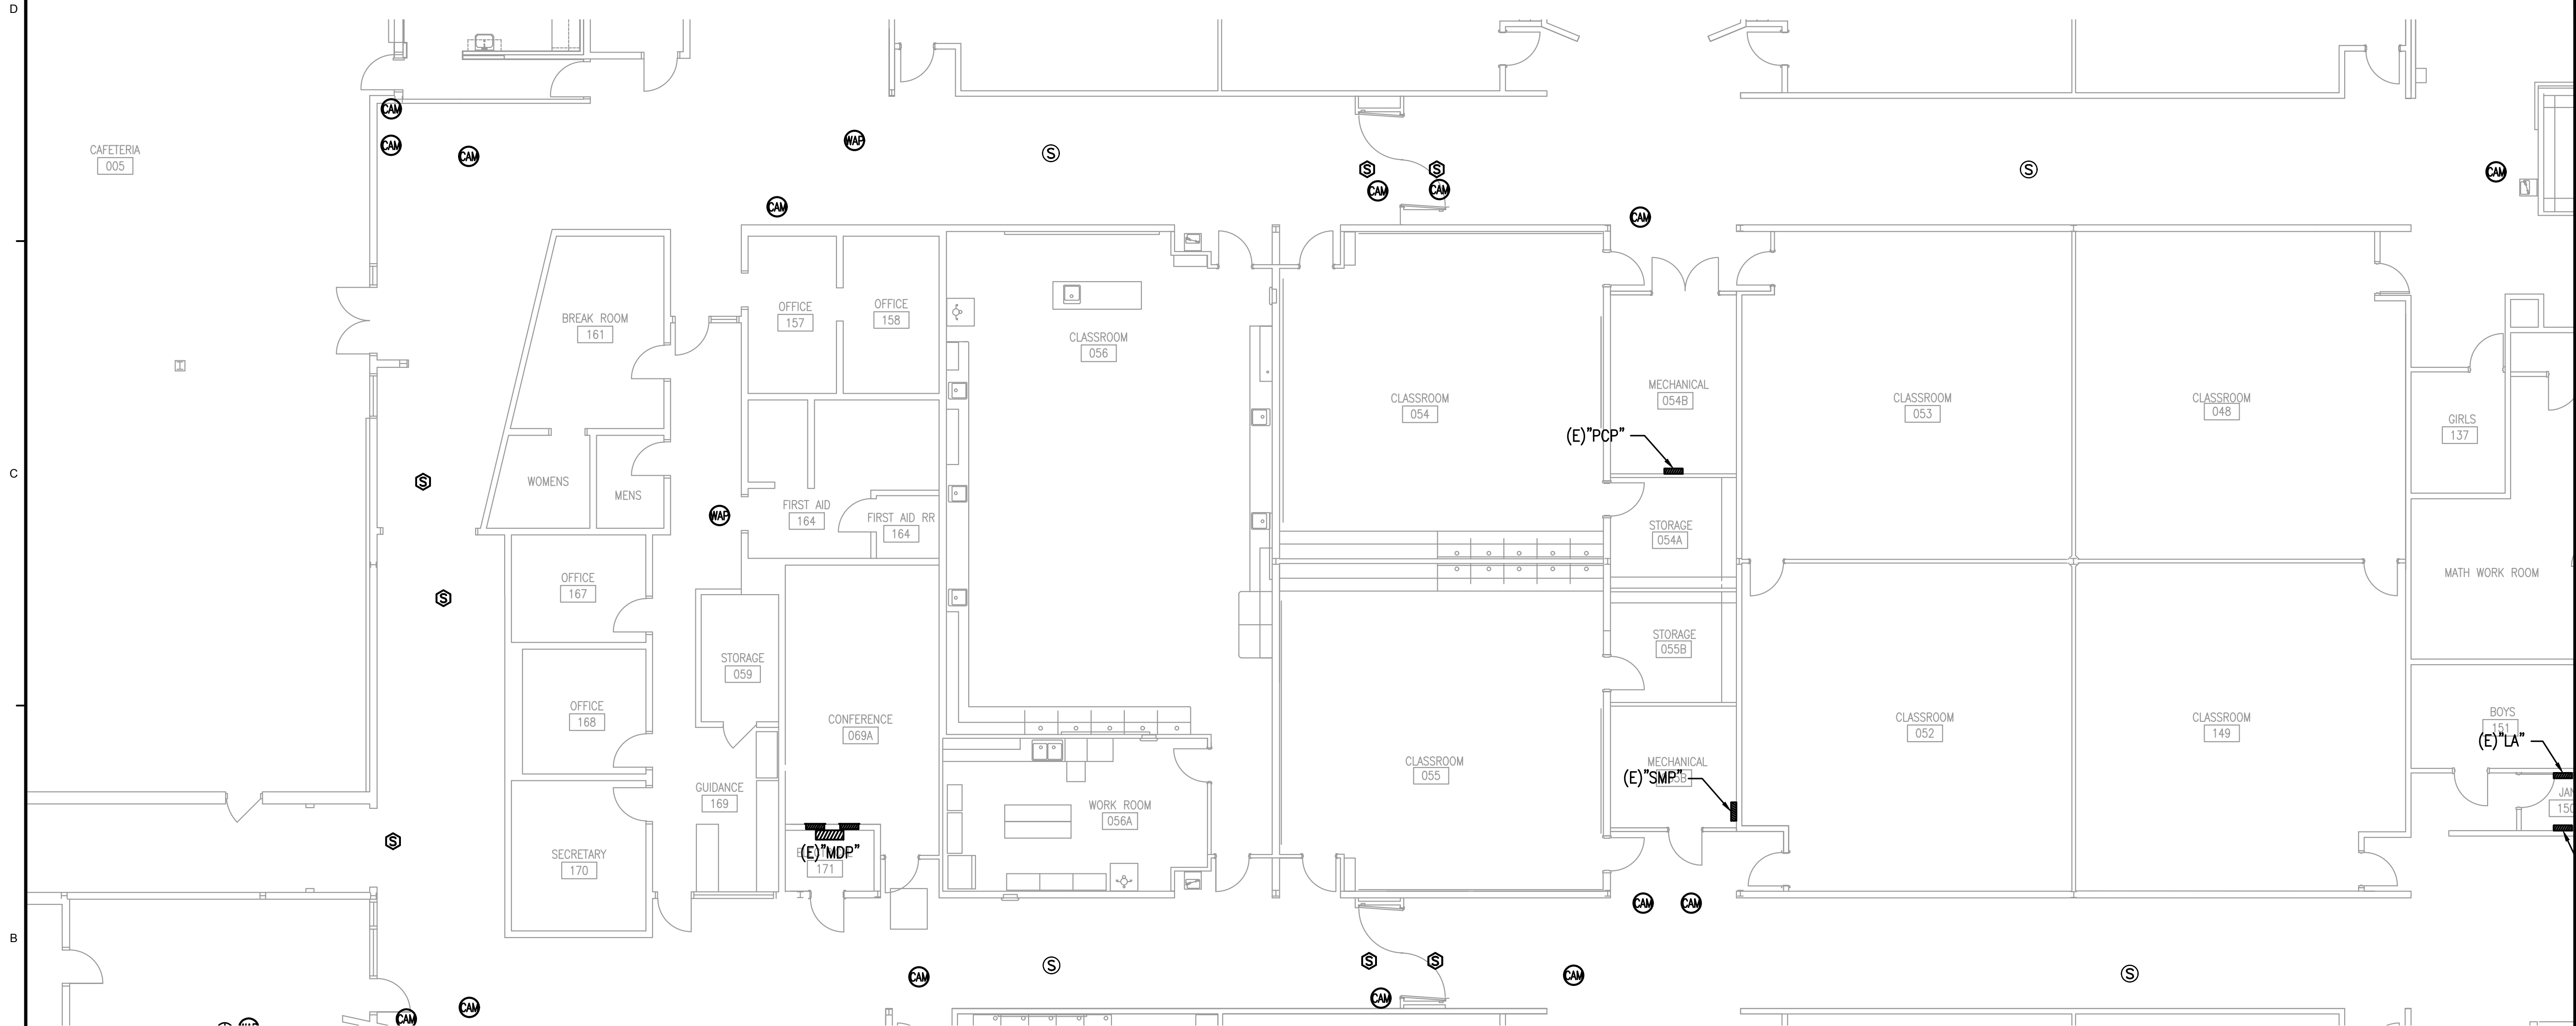 D
CAM
CAM
CAM
WAP
S
CAFETERIA
005
S
S
CAM
CAM
S
CAM
CAM
CAM
OFFICE
157
OFFICE
158
BREAK ROOM
161
CLASSROOM
056
MECHANICAL
054B
CLASSROOM
054
CLASSROOM
053
CLASSROOM
048
GIRLS
137
(E)"PCP"
C
S
WOMENS
MENS
WAP
FIRST AID
164
FIRST AID RR
164
STORAGE
054A
OFFICE
167
S
MATH WORK ROOM
STORAGE
059
STORAGE
055B
OFFICE
168
CONFERENCE
069A
CLASSROOM
052
CLASSROOM
149
BOYS
151
(E)"LA"
CLASSROOM
055
MECHANICAL
(E)"SMP"
GUIDANCE
169
WORK ROOM
056A
S
SECRETARY
170
(E)"MDP"
171
CAM
CAM
B
CAM
S
S
S
CAM
CAM
S
CAM
CAM
WAP